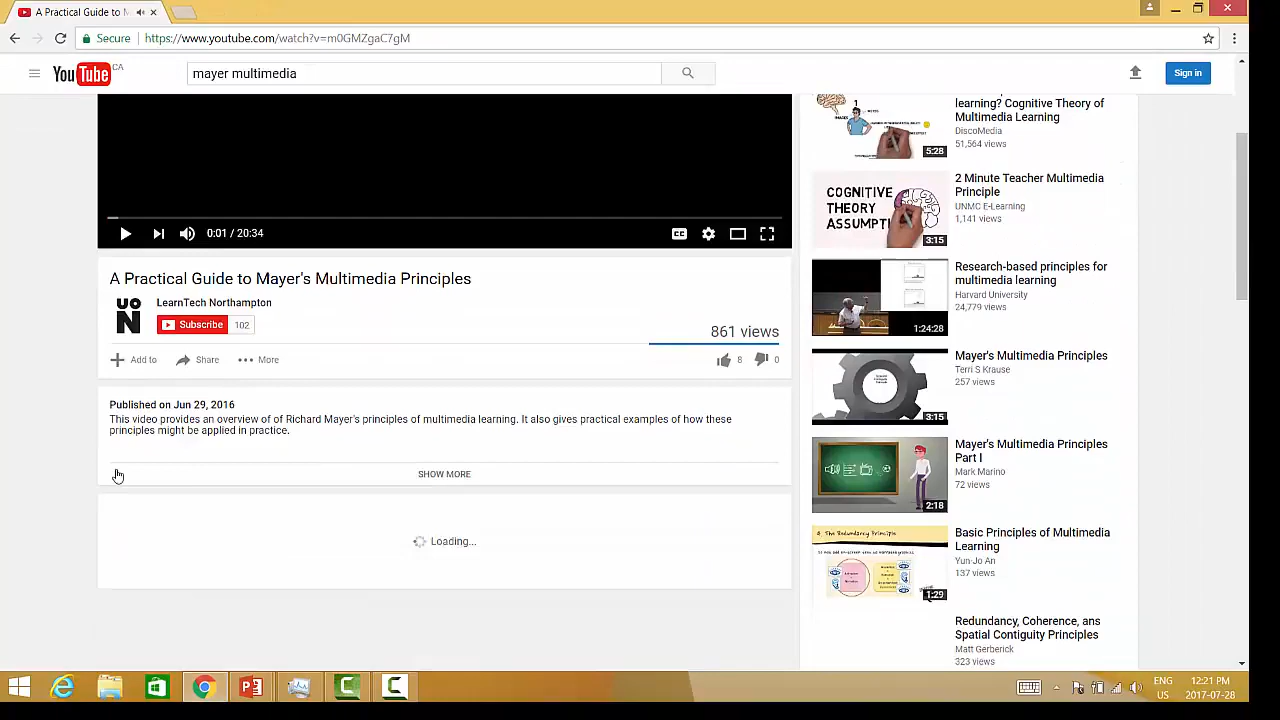 A Practical Guide to M
Secure
https://www.youtube.com/watch?v=m0GMZgaC7gM
YouTube CA
mayer multimedia
Sign in
0:01 / 20:34
CC
A Practical Guide to Mayer's Multimedia Principles
UO
N
LearnTech Northampton
Subscribe 102
861 views
Add to
Share
More
8
0
Published on Jun 29, 2016
This video provides an overview of of Richard Mayer's principles of multimedia learning. It also gives practical examples of how these
principles might be applied in practice.
SHOW MORE
Loading...
learning? Cognitive Theory of
Multimedia Learning
DiscoMedia
51,564 views
IMAGES
5:28
2 Minute Teacher Multimedia
Principle
UNMC E-Learning
1,141 views
COGNITIVE
THEORY
ASSUMPTI
3:15
Research-based principles for
multimedia learning
Harvard University
24,779 views
1:24:28
Mayer's Multimedia Principles
Terri S Krause
257 views
3:15
Mayer's Multimedia Principles
Part I
Mark Marino
72 views
2:18
Basic Principles of Multimedia
Learning
Yun-Jo An
137 views
The Redundancy Principle
1:29
Redundancy, Coherence, ans
Spatial Contiguity Principles
Matt Gerberick
323 views
ENG
US
12:21 PM
2017-07-28